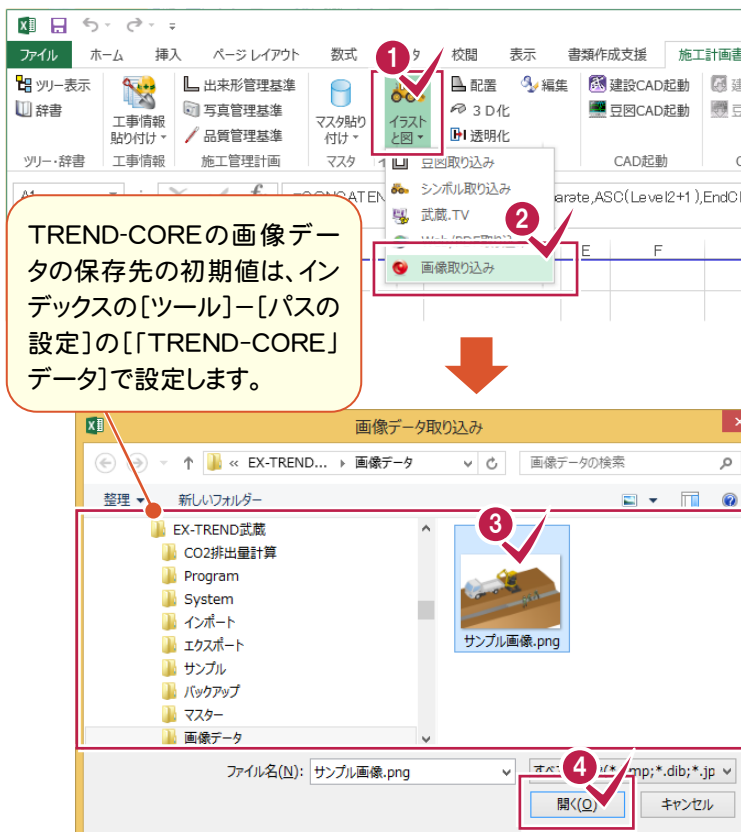 ファイル ホーム 挿入 ページ レイアウト 数式 タ 校閲 表示 書類作成支援 施工計画書
ツリー表示
辞書
ツリー・辞書
工事情報
貼り付け
工事情報
出来形管理基準
写真管理基準
品質管理基準
施工管理計画
マスタ貼り
付け
マスタ
イラスト
と図
配置
3D化
透明化
編集
建設CAD起動
豆図CAD起動
CAD起動
1
豆図取り込み
シンボル取り込み
武蔵.TV
画像取り込み
2
arate,ASC(Level2+1),EndC
E F
TREND-COREの画像デー
タの保存先の初期値は、イン
デックスの[ツール]－[パスの
設定]の[「TREND-CORE」
データ]で設定します。
画像データ取り込み
« EX-TREND... 画像データ
画像データの検索
整理 新しいフォルダー
EX-TREND武蔵
CO2排出量計算
Program
System
インポート
エクスポート
サンプル
バックアップ
マスター
画像データ
3
サンプル画像.png
ファイル名(N): サンプル画像.png
mp;*.dib;*.jp
4
開く(O) キャンセル